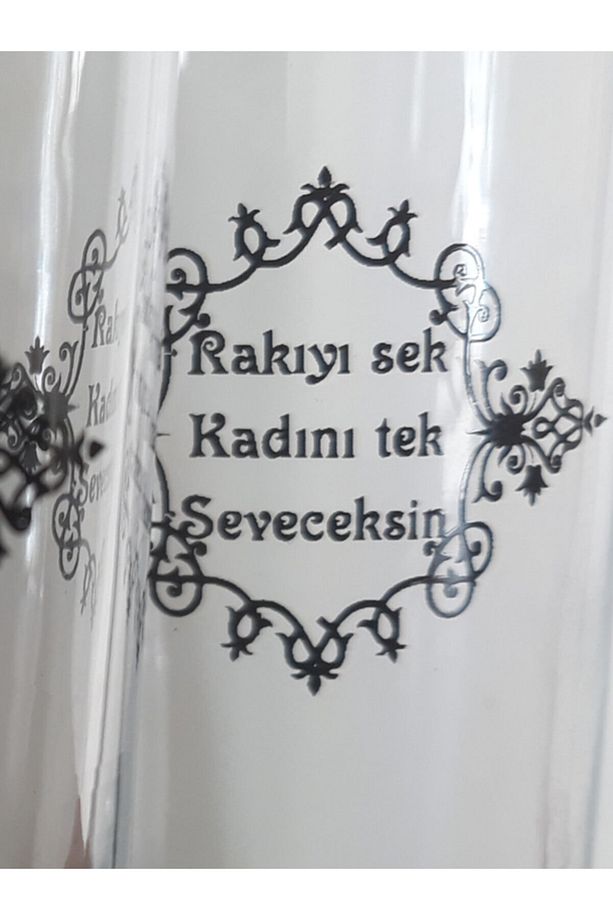 Rakıyı sek
Kadını tek
Seveceksin